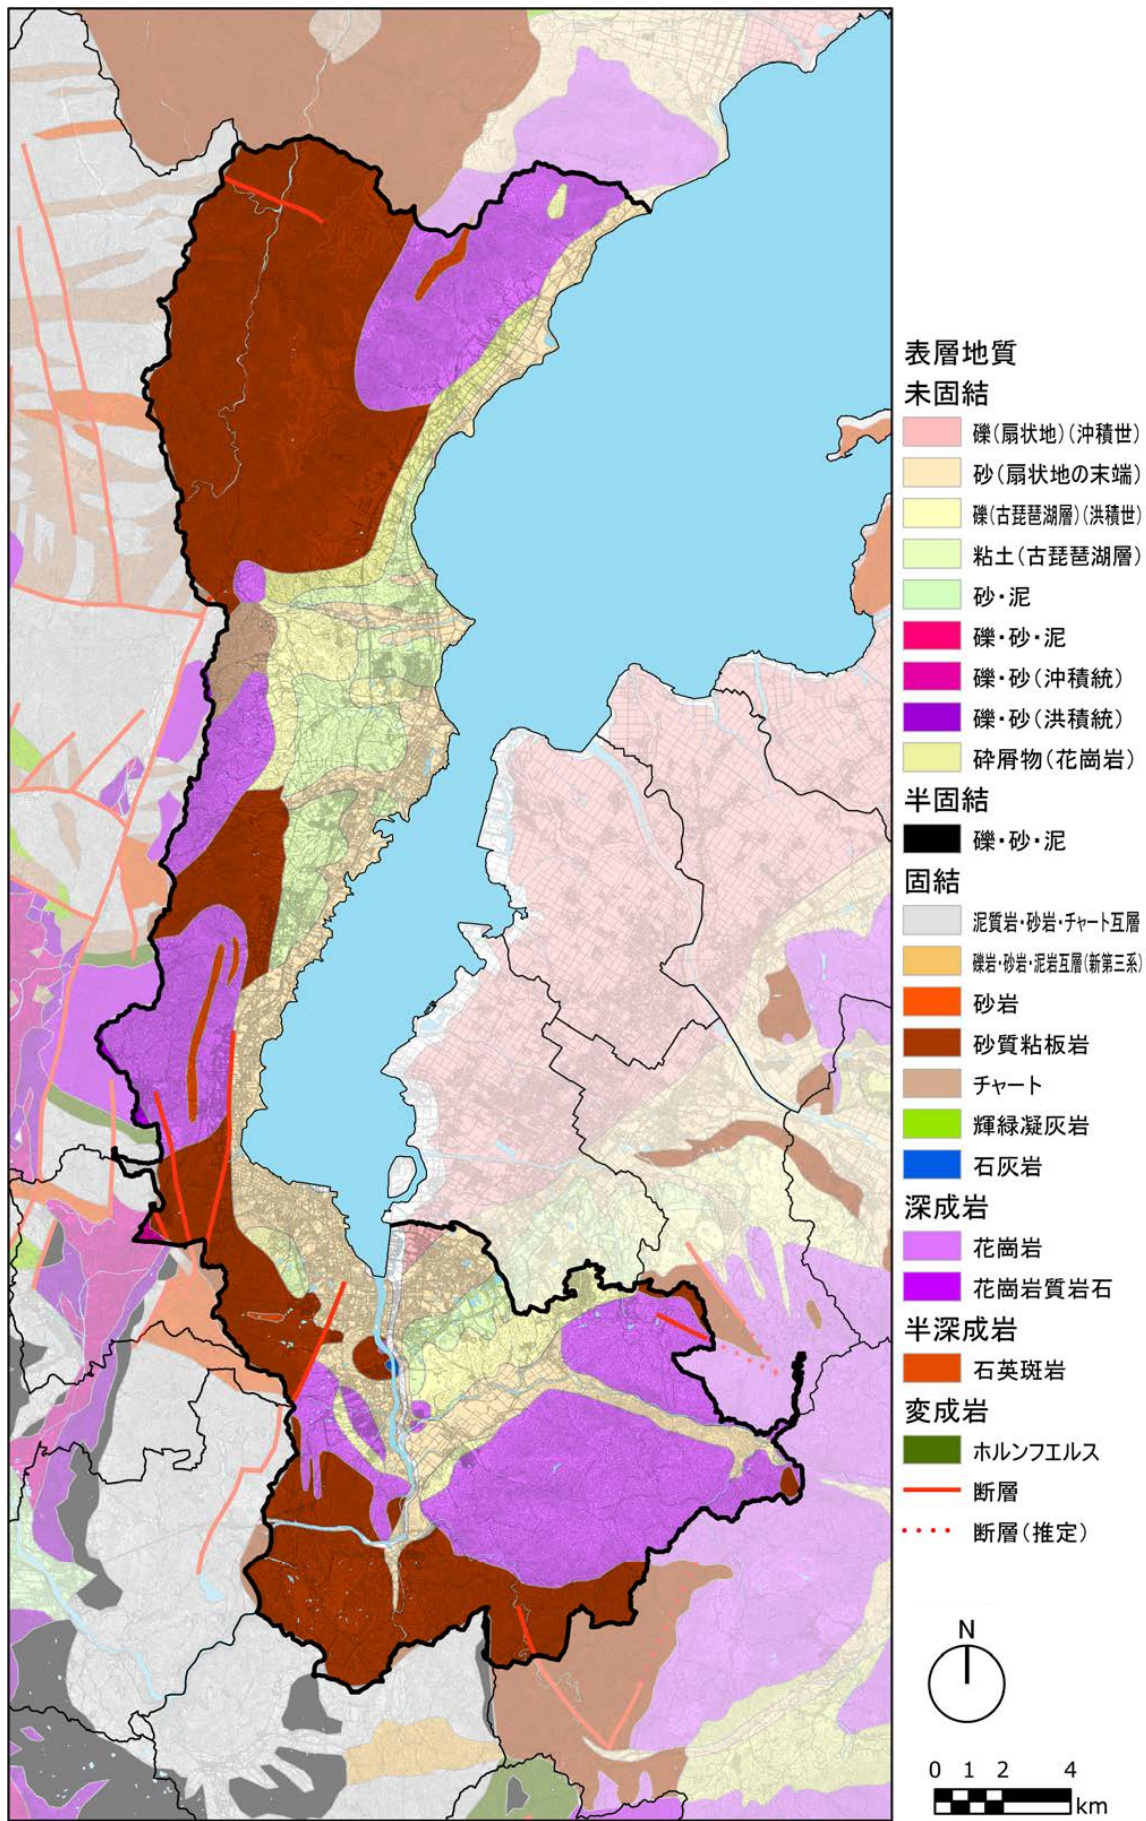 表層地質
未固結
礫(扇状地)(沖積世)
砂(扇状地の末端)
礫(古琵琶湖層)(洪積世)
粘土(古琵琶湖層)
砂・泥
礫・砂・泥
礫・砂(沖積統)
礫・砂(洪積統)
砕屑物(花崗岩)
半固結
礫・砂・泥
固結
泥質岩・砂岩・チャート互層
礫岩・砂岩・泥岩互層(新第三系)
砂岩
砂質粘板岩
チャート
輝緑凝灰岩
石灰岩
深成岩
花崗岩
花崗岩質岩石
半深成岩
石英斑岩
変成岩
ホルンフエルス
断層
断層(推定)
N
0 1 2 4
km